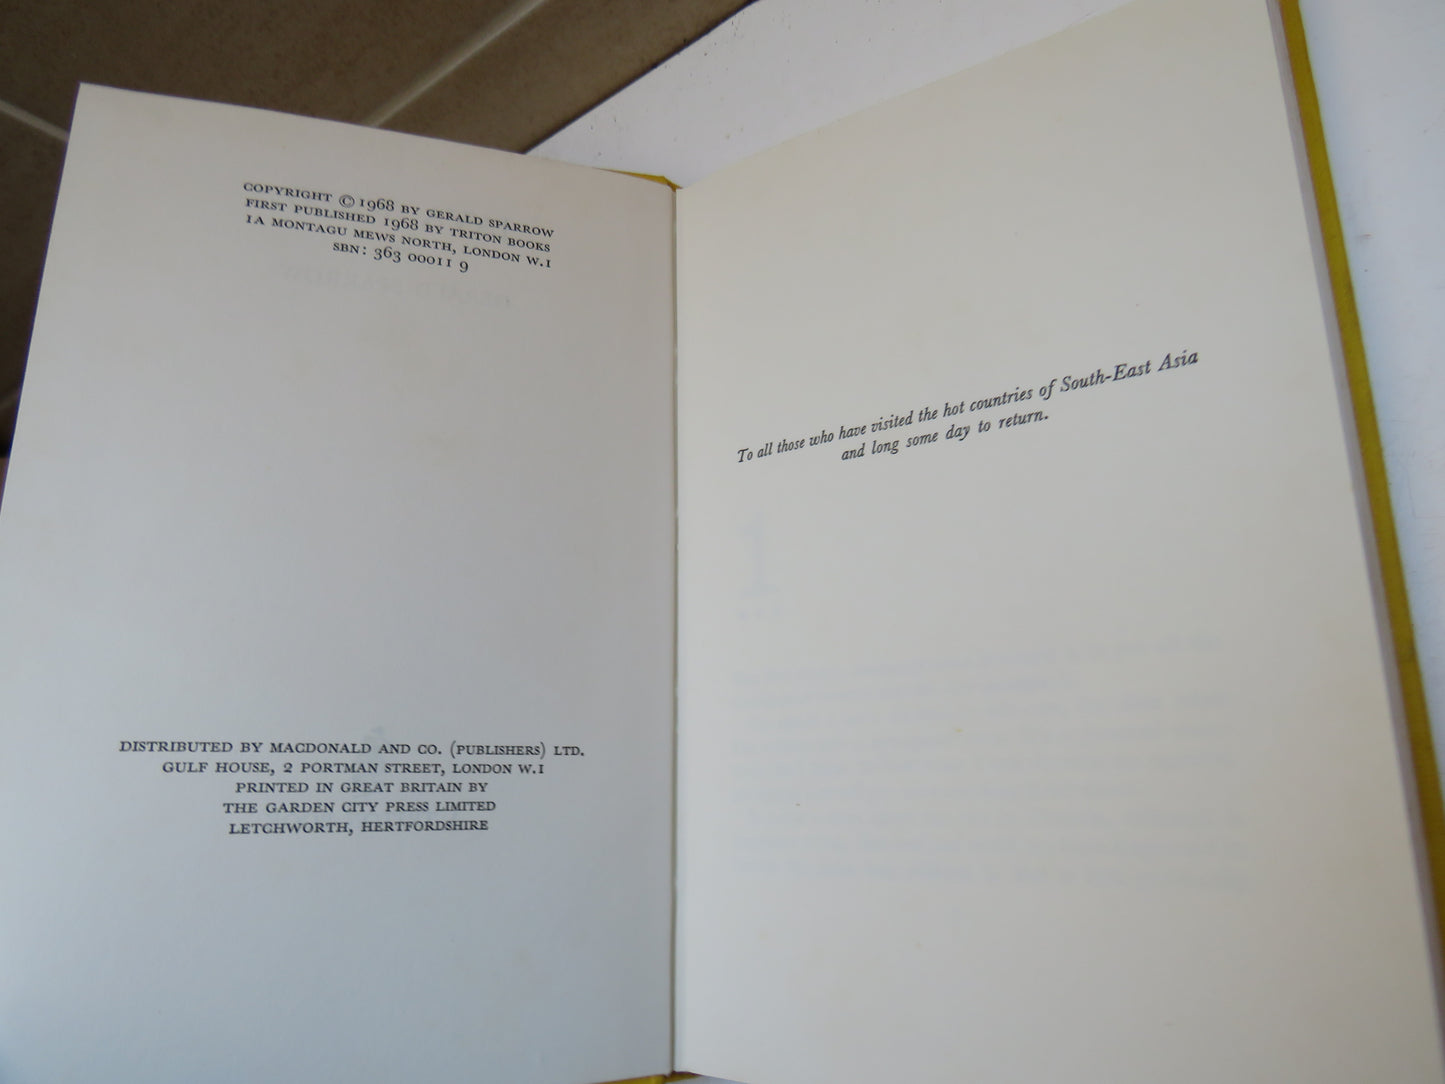 COPYRIGHT © 1968 BY GERALD SPARROW
FIRST PUBLISHED 1968 BY TRITON BOOKS
1A MONTAGU MEWS NORTH, LONDON W.1
SBN: 363 00011 9
DISTRIBUTED BY MACDONALD AND CO. (PUBLISHERS) LTD.
GULF HOUSE, 2 PORTMAN STREET, LONDON W.1
PRINTED IN GREAT BRITAIN BY
THE GARDEN CITY PRESS LIMITED
LETCHWORTH, HERTFORDSHIRE
To all those who have visited the hot countries of South-East Asia
and long some day to return.